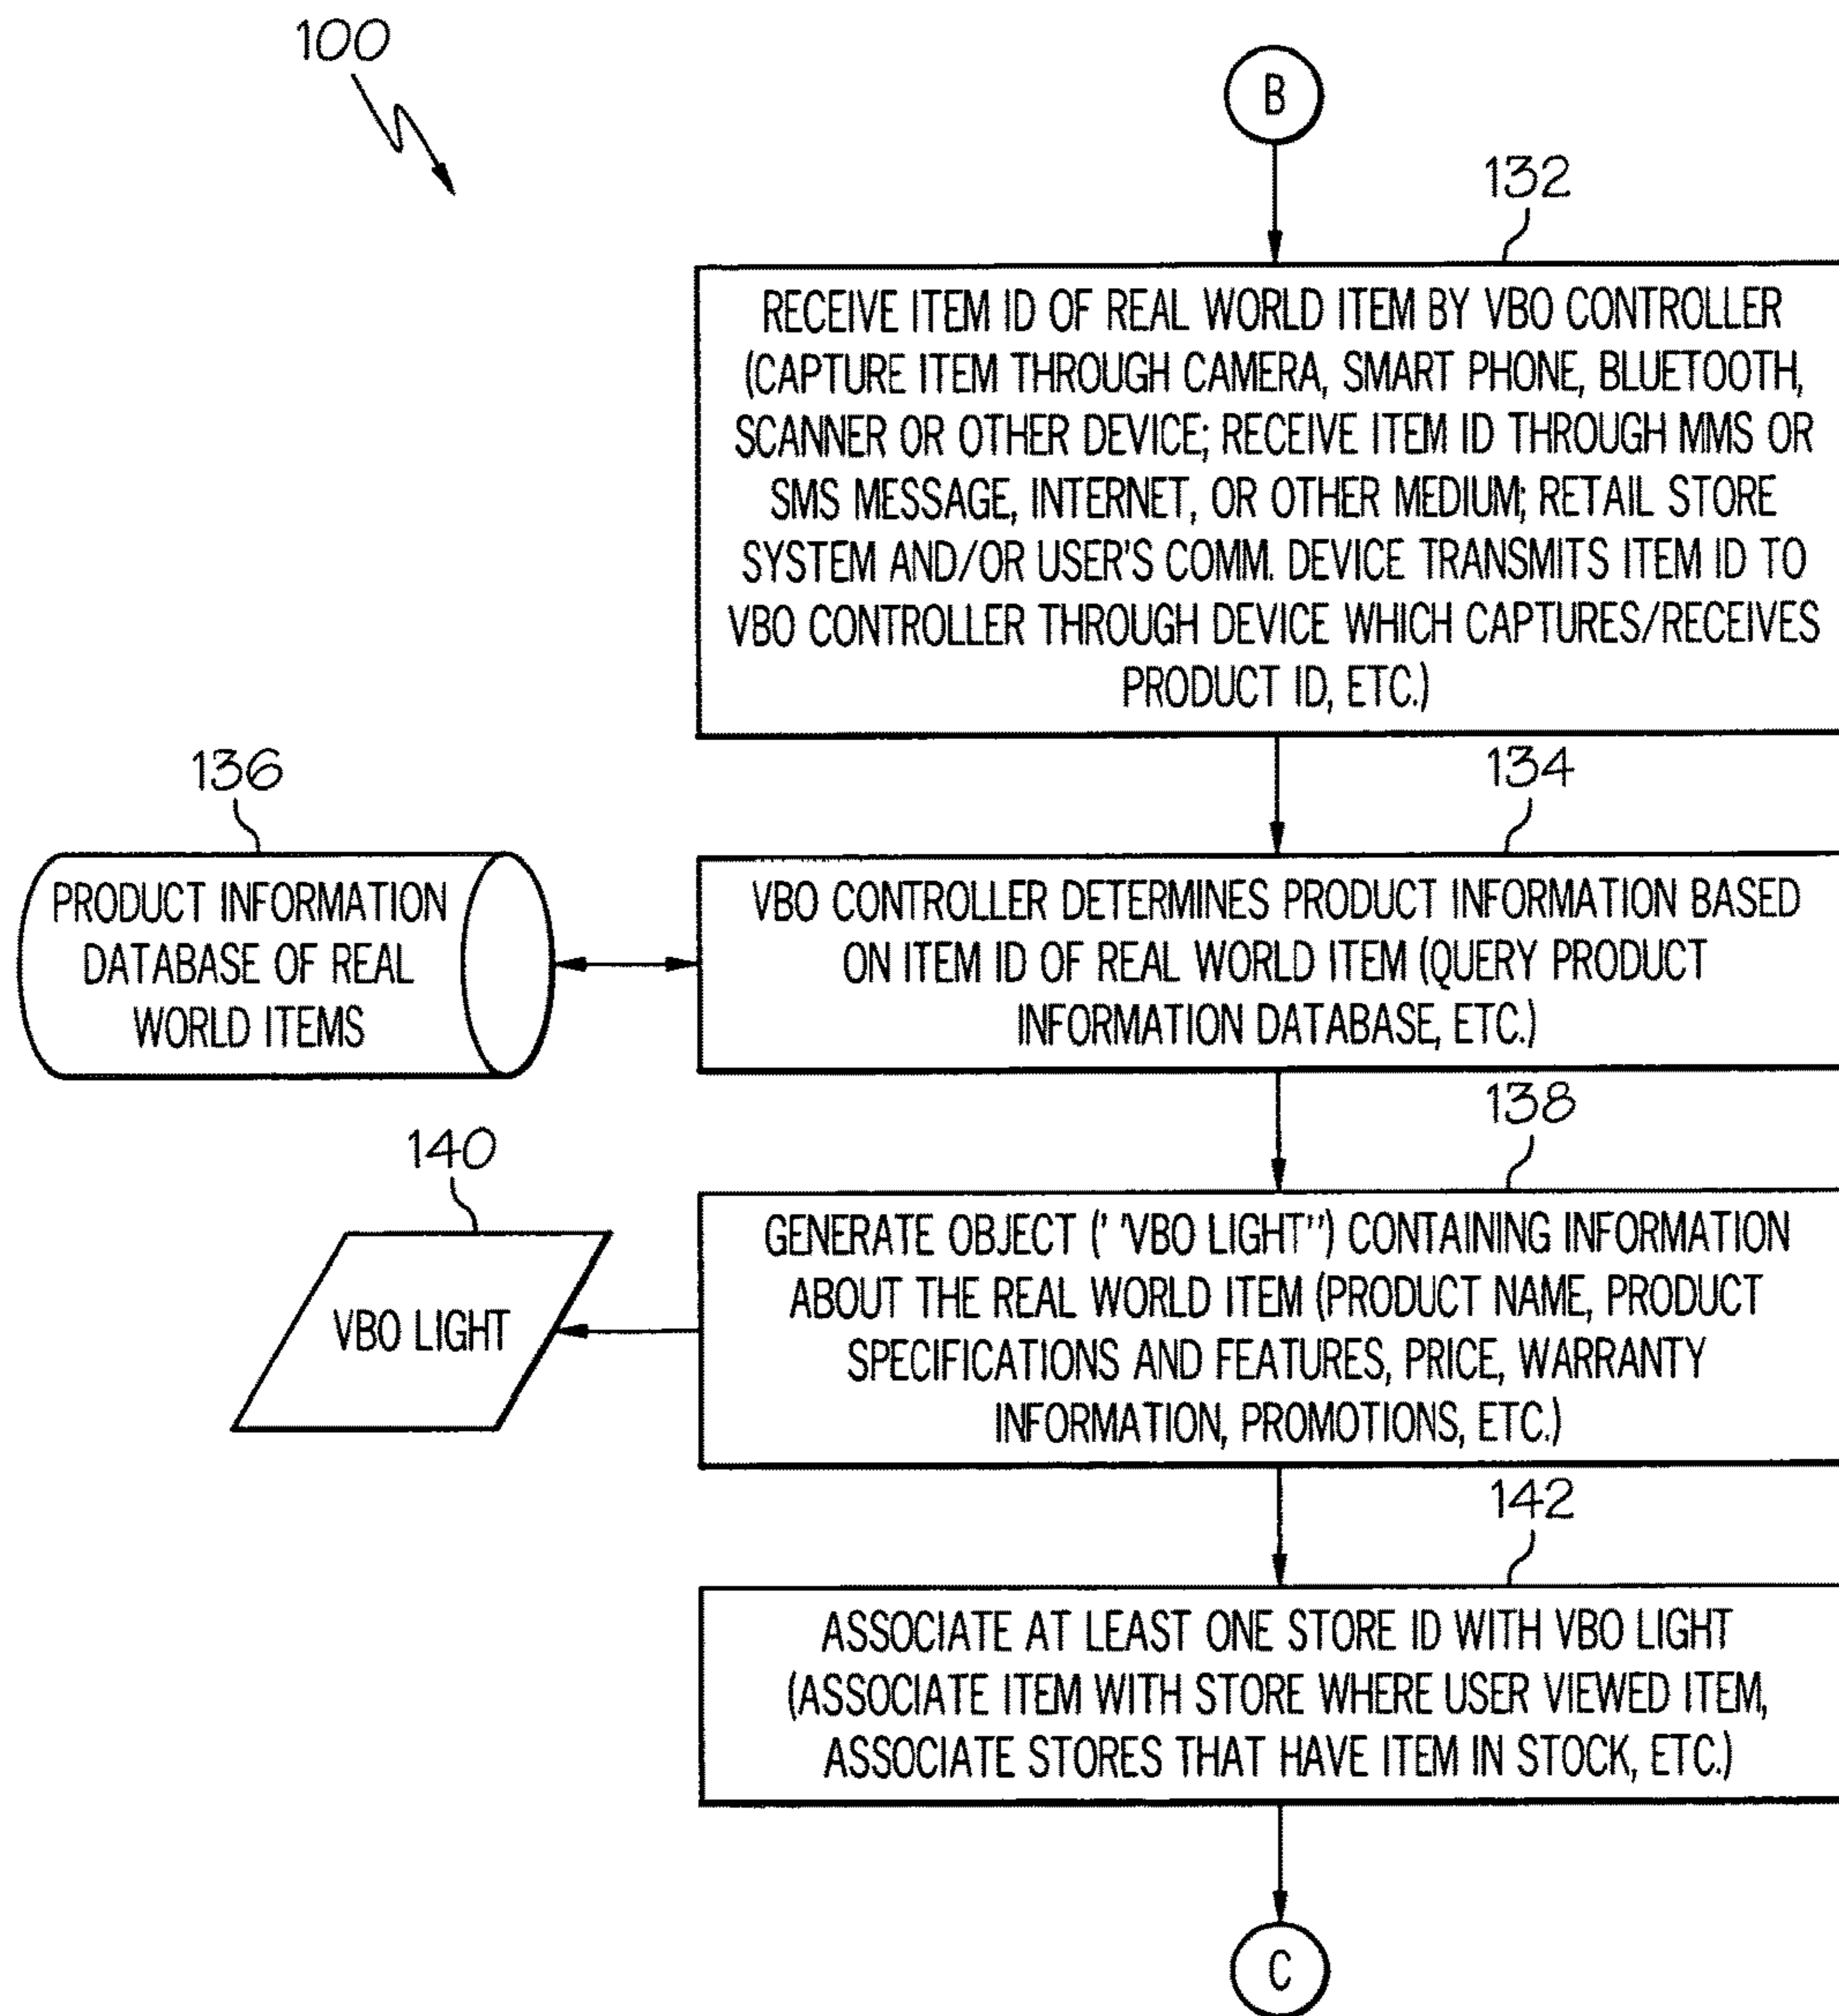 100
B
132
RECEIVE ITEM ID OF REAL WORLD ITEM BY VBO CONTROLLER
(CAPTURE ITEM THROUGH CAMERA, SMART PHONE, BLUETOOTH,
SCANNER OR OTHER DEVICE; RECEIVE ITEM ID THROUGH MMS OR
SMS MESSAGE, INTERNET, OR OTHER MEDIUM; RETAIL STORE
SYSTEM AND/OR USER'S COMM. DEVICE TRANSMITS ITEM ID TO
VBO CONTROLLER THROUGH DEVICE WHICH CAPTURES/RECEIVES
PRODUCT ID, ETC.)
136
PRODUCT INFORMATION
DATABASE OF REAL
WORLD ITEMS
134
VBO CONTROLLER DETERMINES PRODUCT INFORMATION BASED
ON ITEM ID OF REAL WORLD ITEM (QUERY PRODUCT
INFORMATION DATABASE, ETC.)
140
VBO LIGHT
138
GENERATE OBJECT (' 'VBO LIGHT'') CONTAINING INFORMATION
ABOUT THE REAL WORLD ITEM (PRODUCT NAME, PRODUCT
SPECIFICATIONS AND FEATURES, PRICE, WARRANTY
INFORMATION, PROMOTIONS, ETC.)
142
ASSOCIATE AT LEAST ONE STORE ID WITH VBO LIGHT
(ASSOCIATE ITEM WITH STORE WHERE USER VIEWED ITEM,
ASSOCIATE STORES THAT HAVE ITEM IN STOCK, ETC.)
C